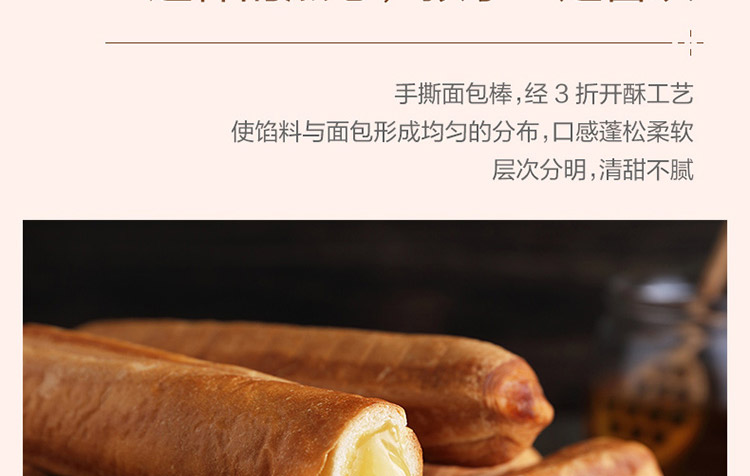 手撕面包棒,经3折开酥工艺
使馅料与面包形成均匀的分布,口感蓬松柔软
层次分明,清甜不腻